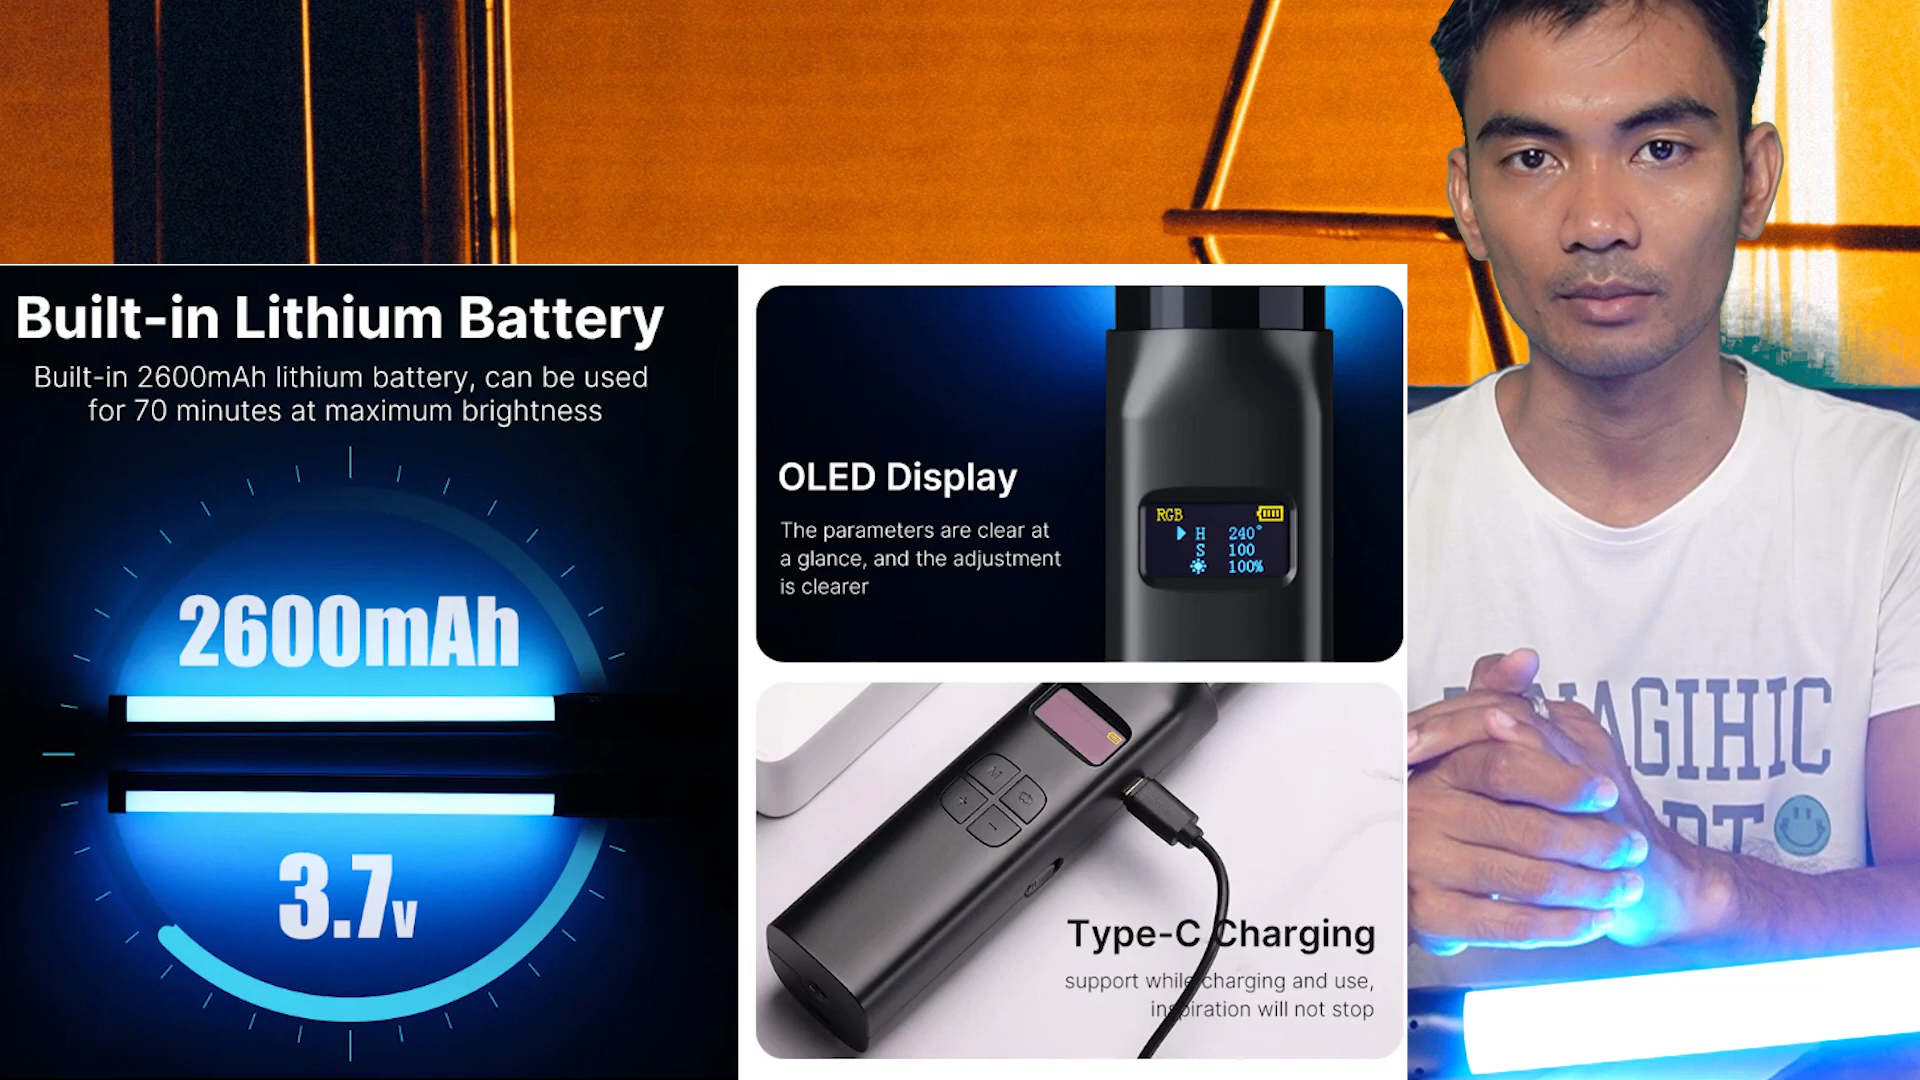 Built-in Lithium Battery
Built-in 2600mAh lithium battery, can be used
for 70 minutes at maximum brightness
2600mAh
3.7v
OLED Display
The parameters are clear at
a glance, and the adjustment
is clearer
RGB
H 240°
S 100
100%
M
+
-
Type-C Charging
support while charging and use,
inspiration will not stop